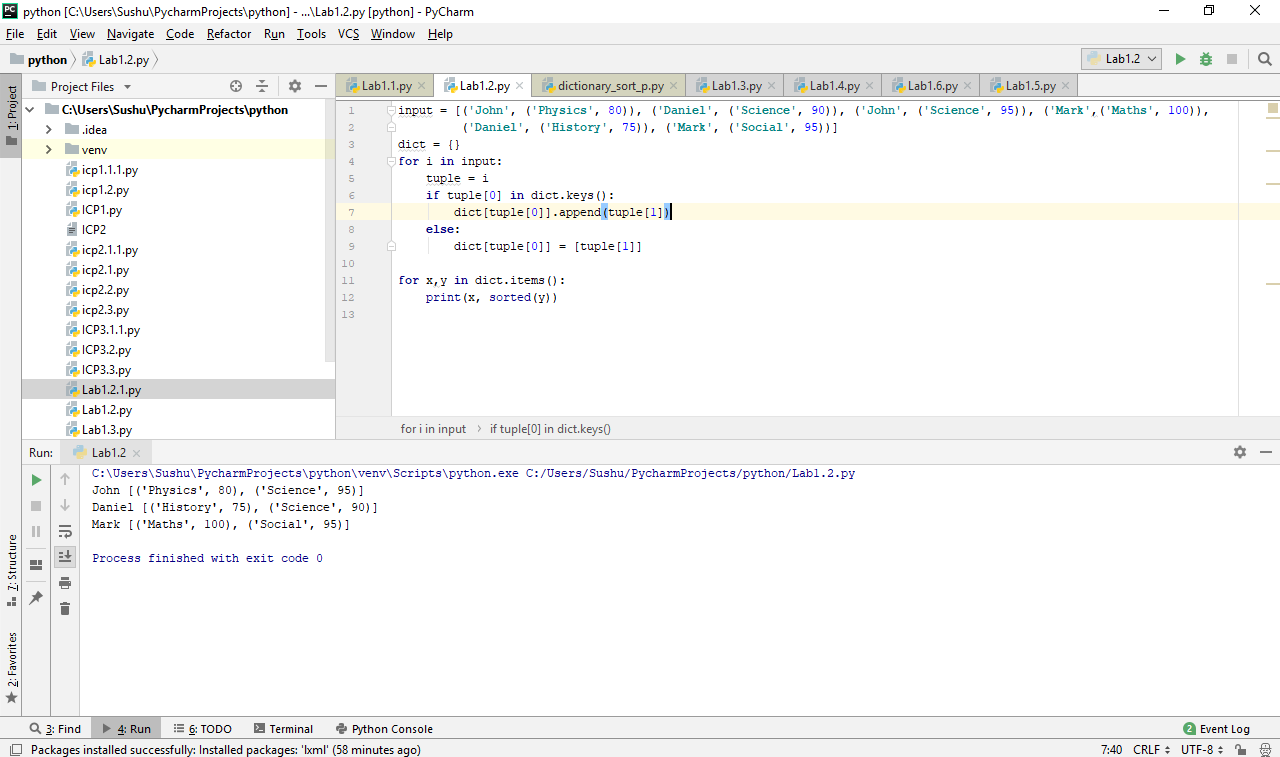 python [C:\Users\Sushu\PycharmProjects\python] - ...\Lab1.2.py [python] - PyCharm
File Edit View Navigate Code Refactor Run Tools VCS Window Help
python Lab1.2.py Lab1.2
1: Project
Project Files
Lab1.1.py Lab1.2.py dictionary_sort_p.py Lab1.3.py Lab1.4.py Lab1.6.py Lab1.5.py
C:\Users\Sushu\PycharmProjects\python
.idea
venv
icp1.1.1.py
icp1.2.py
ICP1.py
ICP2
icp2.1.1.py
icp2.1.py
icp2.2.py
icp2.3.py
ICP3.1.1.py
ICP3.2.py
ICP3.3.py
Lab1.2.1.py
Lab1.2.py
Lab1.3.py
1 input = [('John', ('Physics', 80)), ('Daniel', ('Science', 90)), ('John', ('Science', 95)), ('Mark',('Maths', 100)),
2 ('Daniel', ('History', 75)), ('Mark', ('Social', 95))]
3 dict = {}
4 for i in input:
5 tuple = i
6 if tuple[0] in dict.keys():
7 dict[tuple[0]].append(tuple[1])
8 else:
9 dict[tuple[0]] = [tuple[1]]
10
11 for x,y in dict.items():
12 print(x, sorted(y))
13
for i in input if tuple[0] in dict.keys()
Run: Lab1.2
C:\Users\Sushu\PycharmProjects\python\venv\Scripts\python.exe C:/Users/Sushu/PycharmProjects/python/Lab1.2.py
John [('Physics', 80), ('Science', 95)]
Daniel [('History', 75), ('Science', 90)]
Mark [('Maths', 100), ('Social', 95)]
Process finished with exit code 0
7: Structure
2: Favorites
3: Find 4: Run 6: TODO Terminal Python Console 2 Event Log
Packages installed successfully: Installed packages: 'lxml' (58 minutes ago) 7:40 CRLF UTF-8